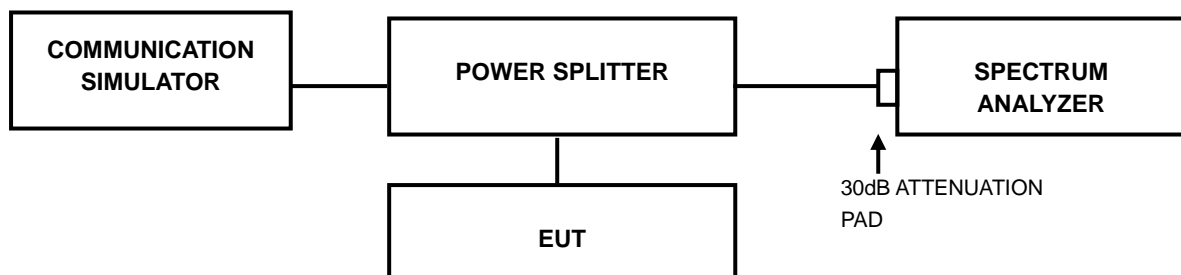 COMMUNICATION
SIMULATOR
POWER SPLITTER
SPECTRUM
ANALYZER
30dB ATTENUATION
PAD
EUT